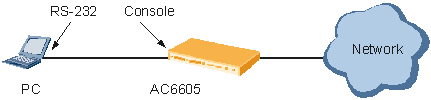 RS-232
Console
Network
PC
AC6605